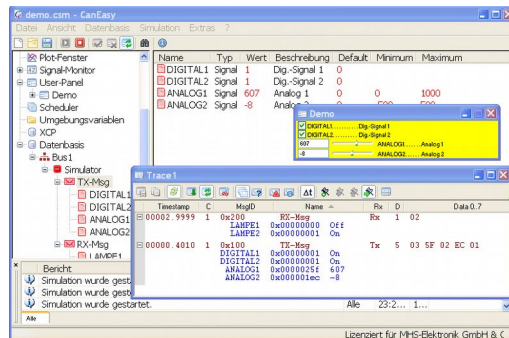 demo.csm - CanEasy
Datei Ansicht Datenbasis Simulation Extras ?
Plot-Fenster
Signal-Monitor
User-Panel
Demo
Scheduler
Umgebungsvariablen
XCP
Datenbasis
Bus1
Simulator
TX-Msg
DIGITAL1
DIGITAL2
ANALOG1
ANALOG2
RX-Msg
LAMPE1
Name Typ Wert Beschreibung Default Minimum Maximum
DIGITAL1 Signal 1 Dig.-Signal 1 0
DIGITAL2 Signal 1 Dig.-Signal 2 0
ANALOG1 Signal 607 Analog 1 0 0 1000
ANALOG2 Signal -8
Demo
DIGITAL1..........Dig-Signal 1
DIGITAL2..........Dig-Signal 2
607 ANALOG1......Analog 1
-8 ANALOG2......Analog 2
Trace1
Δt
Timestamp C MsgID Name Rx D Data 0..7
00002.9999 1 0x200 RX-Msg Rx 1 02
LAMPE1 0x00000000 Off
LAMPE2 0x00000001 On
00000.4010 1 0x100 TX-Msg Tx 5 03 5F 02 EC 01
DIGITAL1 0x00000001 On
DIGITAL2 0x00000001 On
ANALOG1 0x0000025f 607
ANALOG2 0x000001ec -8
Bericht
Simulation wurde gest
Simulation wurde gest
Simulation wurde gestartet. Alle 23:2... 1...
Alle
Lizenziert für MHS-Elektronik GmbH & C